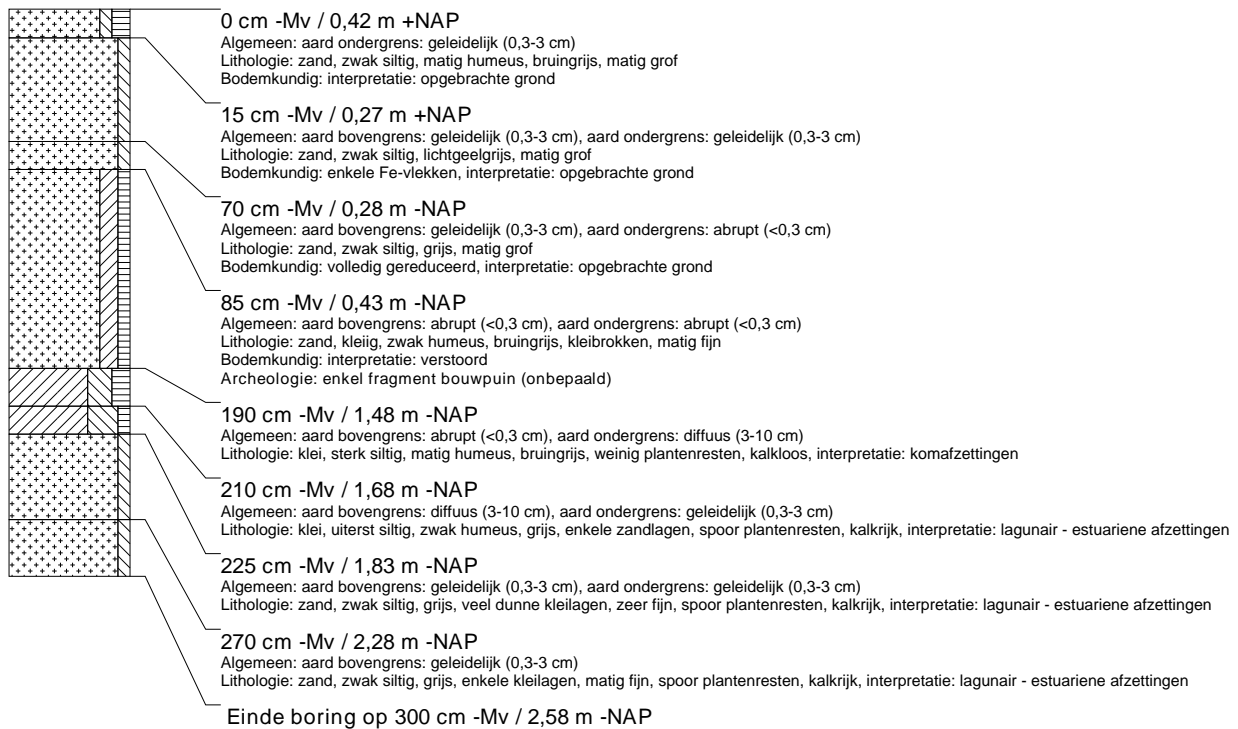 0 cm -Mv / 0,42 m +NAP
Algemeen: aard ondergrens: geleidelijk (0,3-3 cm)
Lithologie: zand, zwak siltig, matig humeus, bruingrijs, matig grof
Bodemkundig: interpretatie: opgebrachte grond
15 cm -Mv / 0,27 m +NAP
Algemeen: aard bovengrens: geleidelijk (0,3-3 cm), aard ondergrens: geleidelijk (0,3-3 cm)
Lithologie: zand, zwak siltig, lichtgeelgrijs, matig grof
Bodemkundig: enkele Fe-vlekken, interpretatie: opgebrachte grond
70 cm -Mv / 0,28 m -NAP
Algemeen: aard bovengrens: geleidelijk (0,3-3 cm), aard ondergrens: abrupt (<0,3 cm)
Lithologie: zand, zwak siltig, grijs, matig grof
Bodemkundig: volledig gereduceerd, interpretatie: opgebrachte grond
85 cm -Mv / 0,43 m -NAP
Algemeen: aard bovengrens: abrupt (<0,3 cm), aard ondergrens: abrupt (<0,3 cm)
Lithologie: zand, kleiig, zwak humeus, bruingrijs, kleibrokken, matig fijn
Bodemkundig: interpretatie: verstoord
Archeologie: enkel fragment bouwpuin (onbepaald)
190 cm -Mv / 1,48 m -NAP
Algemeen: aard bovengrens: abrupt (<0,3 cm), aard ondergrens: diffuus (3-10 cm)
Lithologie: klei, sterk siltig, matig humeus, bruingrijs, weinig plantenresten, kalkloos, interpretatie: komafzettingen
210 cm -Mv / 1,68 m -NAP
Algemeen: aard bovengrens: diffuus (3-10 cm), aard ondergrens: geleidelijk (0,3-3 cm)
Lithologie: klei, uiterst siltig, zwak humeus, grijs, enkele zandlagen, spoor plantenresten, kalkrijk, interpretatie: lagunair - estuariene afzettingen
225 cm -Mv / 1,83 m -NAP
Algemeen: aard bovengrens: geleidelijk (0,3-3 cm), aard ondergrens: geleidelijk (0,3-3 cm)
Lithologie: zand, zwak siltig, grijs, veel dunne kleilagen, zeer fijn, spoor plantenresten, kalkrijk, interpretatie: lagunair - estuariene afzettingen
270 cm -Mv / 2,28 m -NAP
Algemeen: aard bovengrens: geleidelijk (0,3-3 cm)
Lithologie: zand, zwak siltig, grijs, enkele kleilagen, matig fijn, spoor plantenresten, kalkrijk, interpretatie: lagunair - estuariene afzettingen
Einde boring op 300 cm -Mv / 2,58 m -NAP